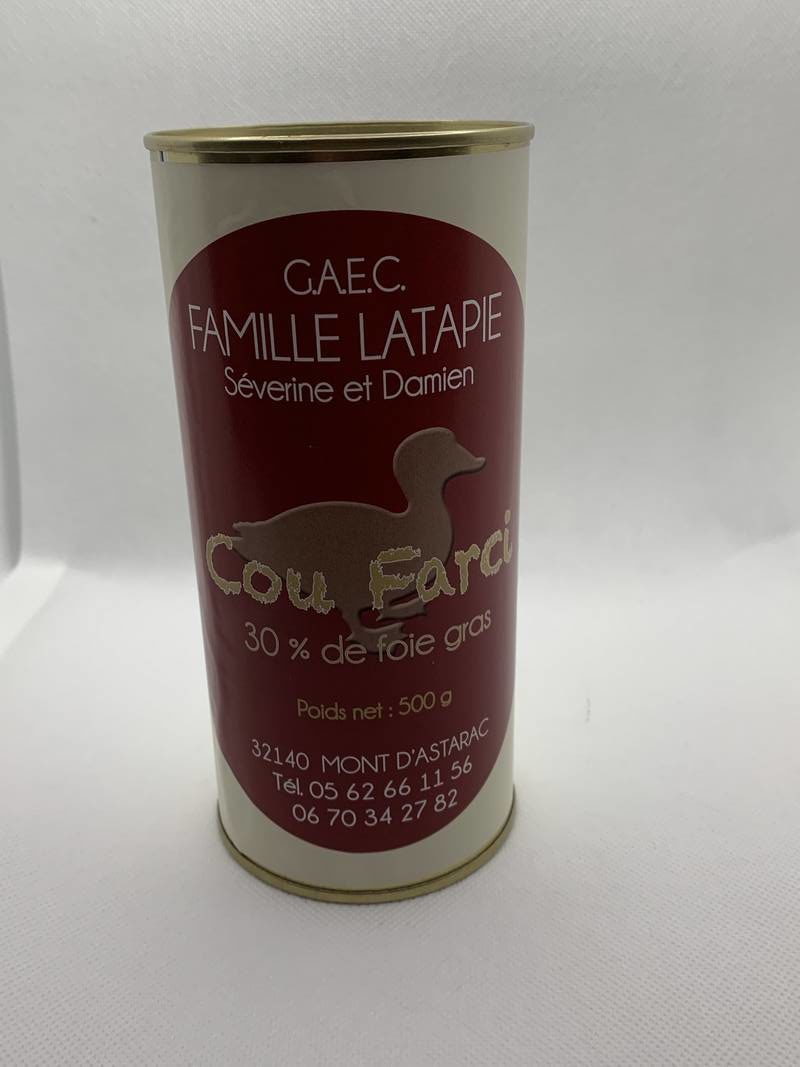 G.A.E.C.
FAMILLE LATAPIE
Séverine et Damien
Cou Farci
30 % de foie gras
Poids net : 500 g
32140 MONT D'ASTARAC
Tél. 05 62 66 11 56
06 70 34 27 82